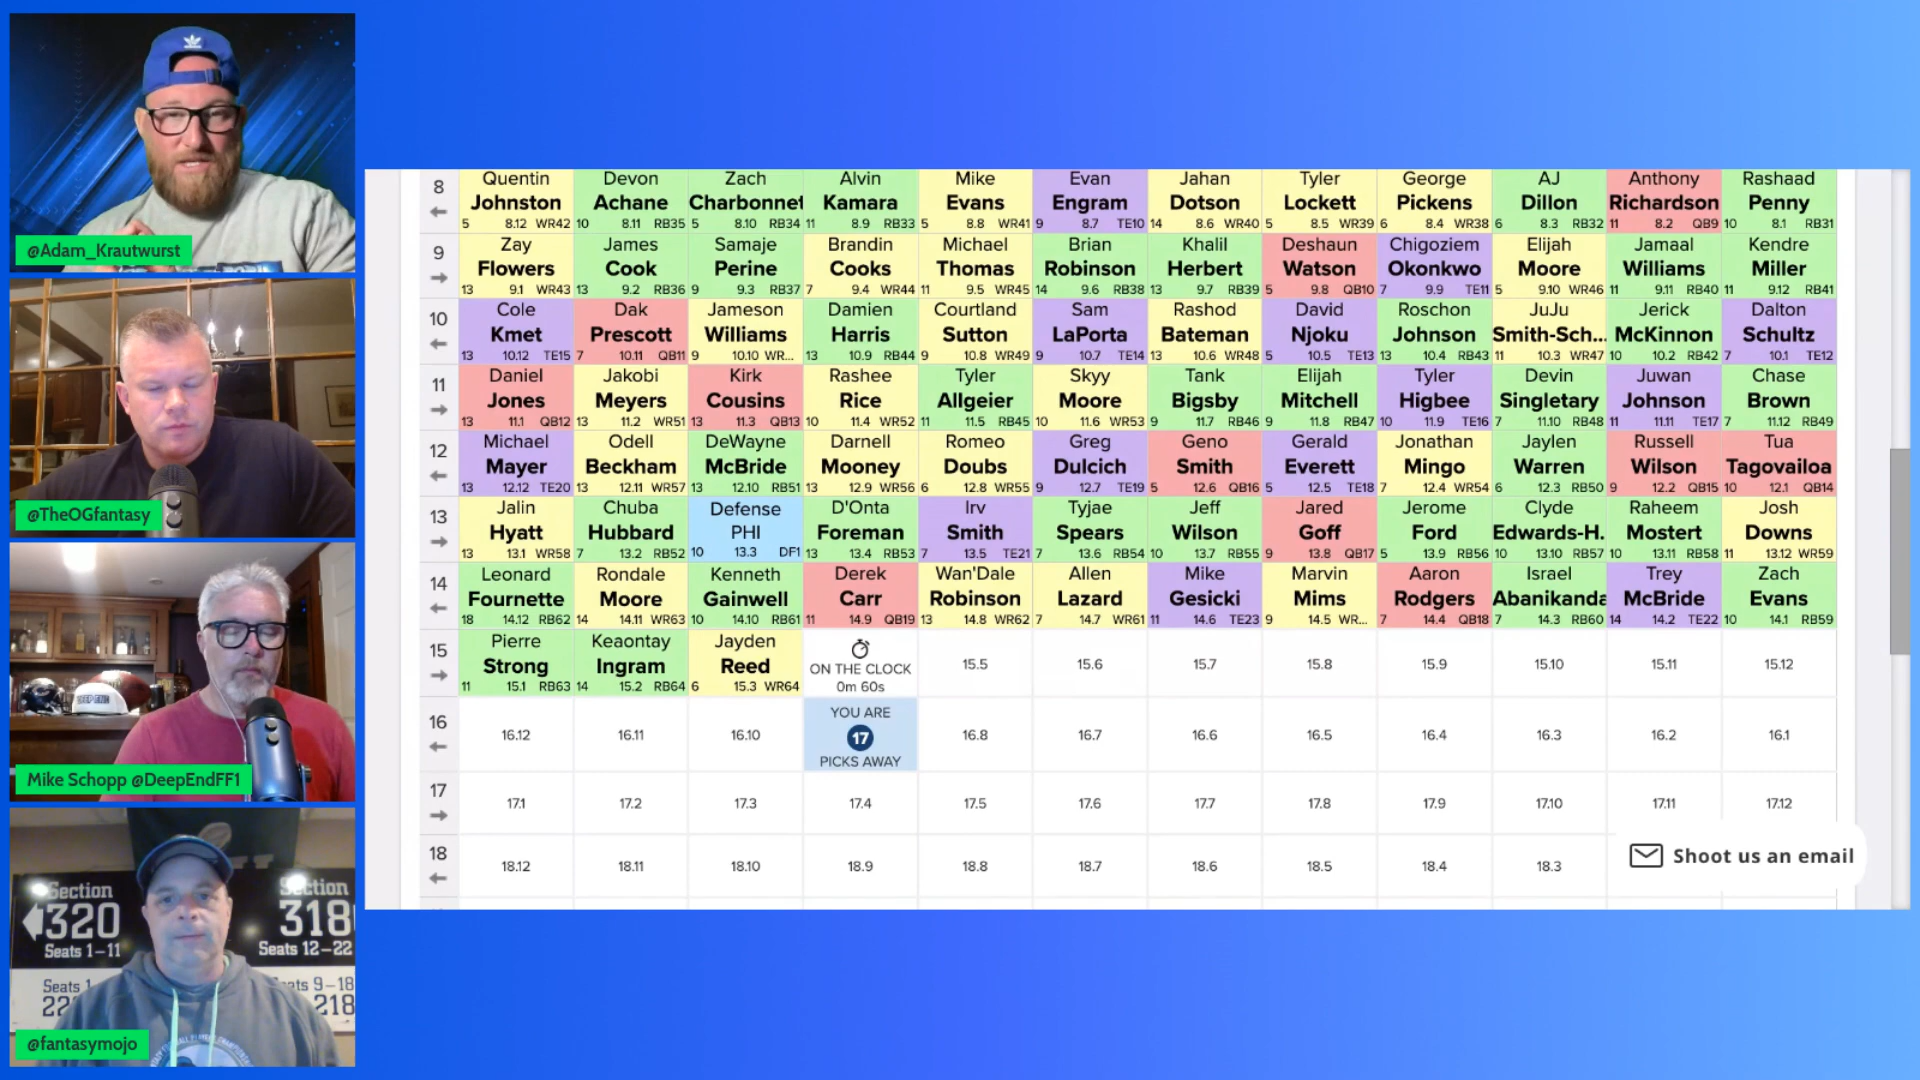 @Adam_Krautwurst
@TheOGfantasy
Mike Schopp @DeepEndFF1
Section
320
Seats 1–11
Section
318
Seats 12–22
Seats 1
22
ats 9–18
218
@fantasymojo
8
Quentin Johnston 5 8.12 WR42
Devon Achane 10 8.11 RB35
Zach Charbonnet 5 8.10 RB34
Alvin Kamara 11 8.9 RB33
Mike Evans 5 8.8 WR41
Evan Engram 9 8.7 TE10
Jahan Dotson 14 8.6 WR40
Tyler Lockett 5 8.5 WR39
George Pickens 6 8.4 WR38
AJ Dillon 6 8.3 RB32
Anthony Richardson 11 8.2 QB9
Rashaad Penny 10 8.1 RB31
9
Zay Flowers 13 9.1 WR43
James Cook 13 9.2 RB36
Samaje Perine 9 9.3 RB37
Brandin Cooks 7 9.4 WR44
Michael Thomas 11 9.5 WR45
Brian Robinson 14 9.6 RB38
Khalil Herbert 13 9.7 RB39
Deshaun Watson 5 9.8 QB10
Chigoziem Okonkwo 7 9.9 TE11
Elijah Moore 5 9.10 WR46
Jamaal Williams 11 9.11 RB40
Kendre Miller 11 9.12 RB41
10
Cole Kmet 13 10.12 TE15
Dak Prescott 7 10.11 QB11
Jameson Williams 9 10.10 WR...
Damien Harris 13 10.9 RB44
Courtland Sutton 9 10.8 WR49
Sam LaPorta 9 10.7 TE14
Rashod Bateman 13 10.6 WR48
David Njoku 5 10.5 TE13
Roschon Johnson 13 10.4 RB43
JuJu Smith-Sch... 11 10.3 WR47
Jerick McKinnon 10 10.2 RB42
Dalton Schultz 7 10.1 TE12
11
Daniel Jones 13 11.1 QB12
Jakobi Meyers 13 11.2 WR51
Kirk Cousins 13 11.3 QB13
Rashee Rice 10 11.4 WR52
Tyler Allgeier 11 11.5 RB45
Skyy Moore 10 11.6 WR53
Tank Bigsby 9 11.7 RB46
Elijah Mitchell 9 11.8 RB47
Tyler Higbee 10 11.9 TE16
Devin Singletary 7 11.10 RB48
Juwan Johnson 11 11.11 TE17
Chase Brown 7 11.12 RB49
12
Michael Mayer 13 12.12 TE20
Odell Beckham 13 12.11 WR57
DeWayne McBride 13 12.10 RB51
Darnell Mooney 13 12.9 WR56
Romeo Doubs 6 12.8 WR55
Greg Dulcich 9 12.7 TE19
Geno Smith 5 12.6 QB16
Gerald Everett 5 12.5 TE18
Jonathan Mingo 7 12.4 WR54
Jaylen Warren 6 12.3 RB50
Russell Wilson 9 12.2 QB15
Tua Tagovailoa 10 12.1 QB14
13
Jalin Hyatt 13 13.1 WR58
Chuba Hubbard 7 13.2 RB52
Defense PHI 10 13.3 DF1
D'Onta Foreman 13 13.4 RB53
Irv Smith 7 13.5 TE21
Tyjae Spears 7 13.6 RB54
Jeff Wilson 10 13.7 RB55
Jared Goff 9 13.8 QB17
Jerome Ford 5 13.9 RB56
Clyde Edwards-H. 10 13.10 RB57
Raheem Mostert 10 13.11 RB58
Josh Downs 11 13.12 WR59
14
Leonard Fournette 18 14.12 RB62
Rondale Moore 14 14.11 WR63
Kenneth Gainwell 10 14.10 RB61
Derek Carr 11 14.9 QB19
Wan'Dale Robinson 13 14.8 WR62
Allen Lazard 7 14.7 WR61
Mike Gesicki 11 14.6 TE23
Marvin Mims 9 14.5 WR...
Aaron Rodgers 7 14.4 QB18
Israel Abanikanda 7 14.3 RB60
Trey McBride 14 14.2 TE22
Zach Evans 10 14.1 RB59
15
Pierre Strong 11 15.1 RB63
Keaontay Ingram 14 15.2 RB64
Jayden Reed 6 15.3 WR64
ON THE CLOCK
0m 60s
15.5 15.6 15.7 15.8 15.9 15.10 15.11 15.12
16
16.12 16.11 16.10
YOU ARE
17
PICKS AWAY
16.8 16.7 16.6 16.5 16.4 16.3 16.2 16.1
17
17.1 17.2 17.3 17.4 17.5 17.6 17.7 17.8 17.9 17.10 17.11 17.12
18
18.12 18.11 18.10 18.9 18.8 18.7 18.6 18.5 18.4 18.3
Shoot us an email